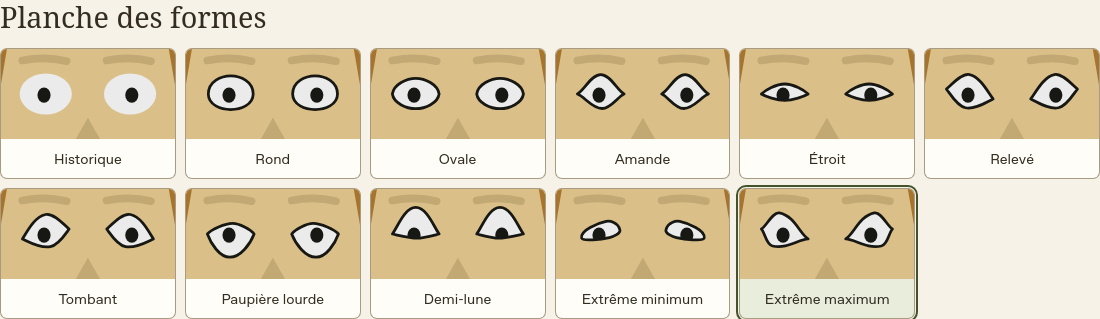 Planche des formes
Historique
Rond
Ovale
Amande
Étroit
Relevé
Tombant
Paupière lourde
Demi-lune
Extrême minimum
Extrême maximum